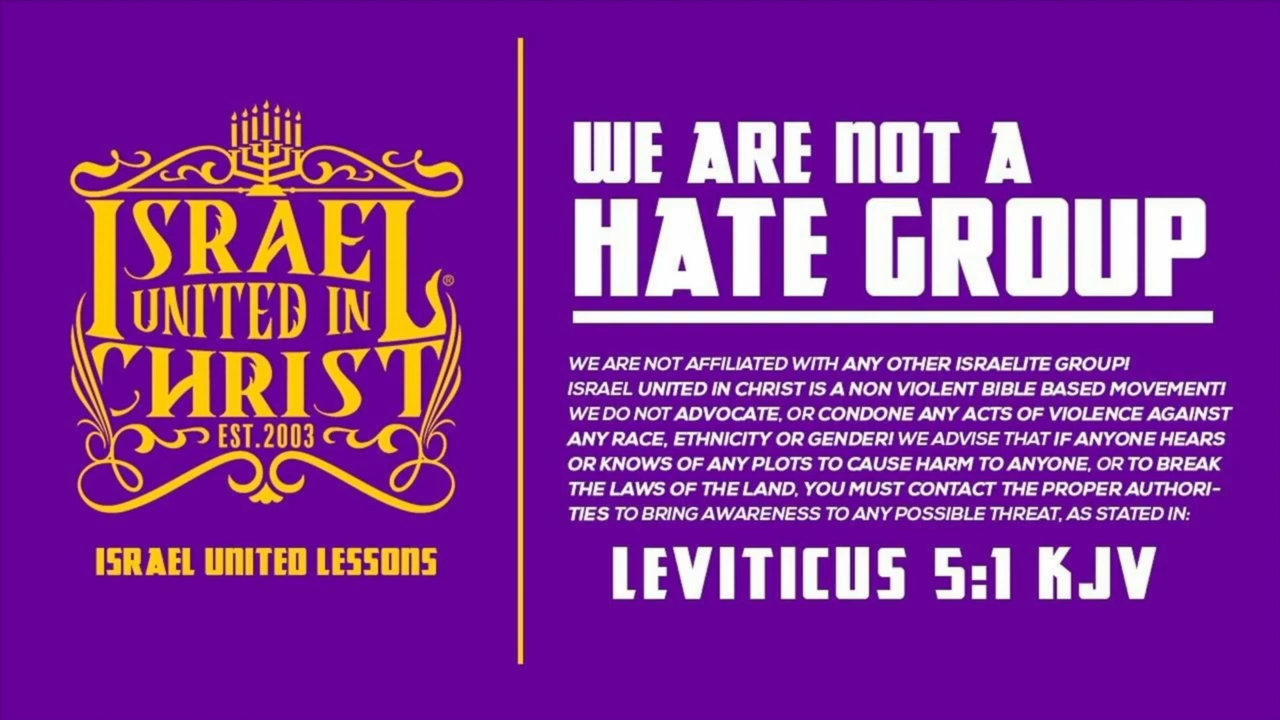 ISRAEL
UNITED IN
CHRIST
EST.2003
®
ISRAEL UNITED LESSONS
WE ARE NOT A
HATE GROUP
WE ARE NOT AFFILIATED WITH ANY OTHER ISRAELITE GROUP!
ISRAEL UNITED IN CHRIST IS A NON VIOLENT BIBLE BASED MOVEMENT!
WE DO NOT ADVOCATE, OR CONDONE ANY ACTS OF VIOLENCE AGAINST
ANY RACE, ETHNICITY OR GENDER! WE ADVISE THAT IF ANYONE HEARS
OR KNOWS OF ANY PLOTS TO CAUSE HARM TO ANYONE, OR TO BREAK
THE LAWS OF THE LAND, YOU MUST CONTACT THE PROPER AUTHORI-
TIES TO BRING AWARENESS TO ANY POSSIBLE THREAT, AS STATED IN:
LEVITICUS 5:1 KJV